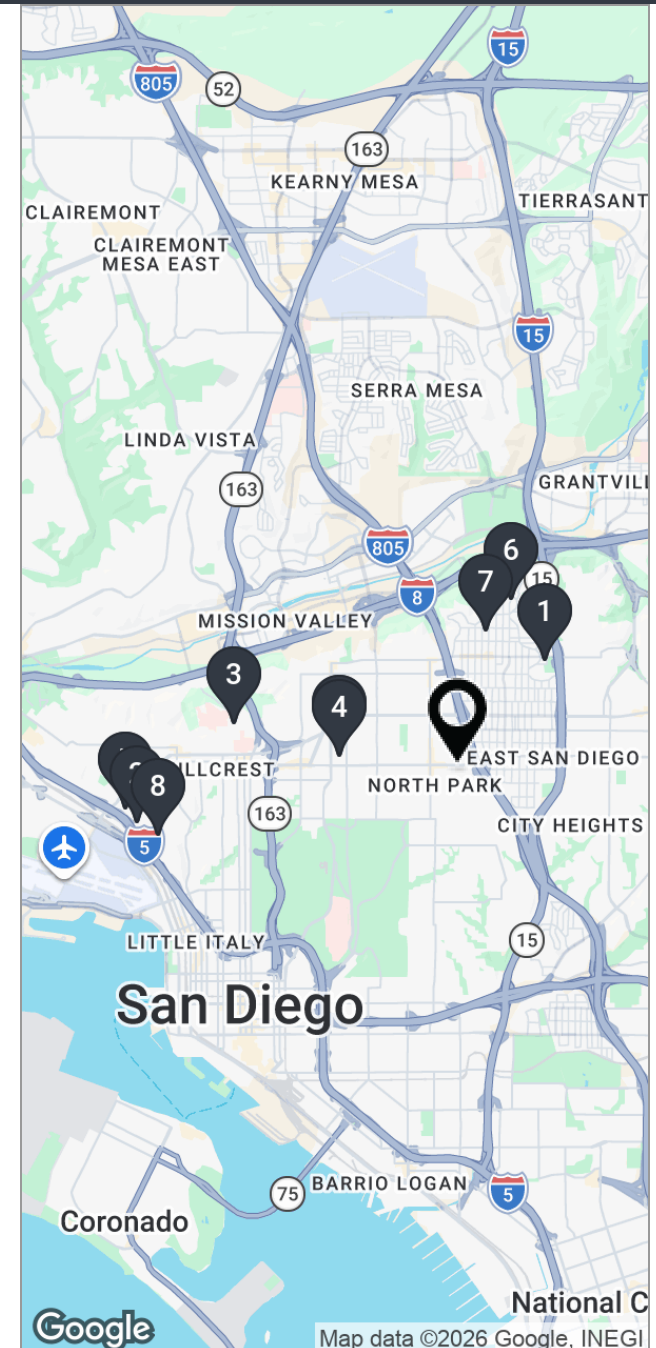 15
805
52
163
KEARNY MESA
CLAIREMONT
TIERRASANT
CLAIREMONT
MESA EAST
15
SERRA MESA
LINDA VISTA
163
GRANTVILL
805
6
15
7
8
1
MISSION VALLEY
3
4
EAST SAN DIEGO
ILLCREST
NORTH PARK
8
163
CITY HEIGHTS
5
15
LITTLE ITALY
San Diego
75
BARRIO LOGAN
5
Coronado
National C
Google
Map data ©2026 Google, INEGI